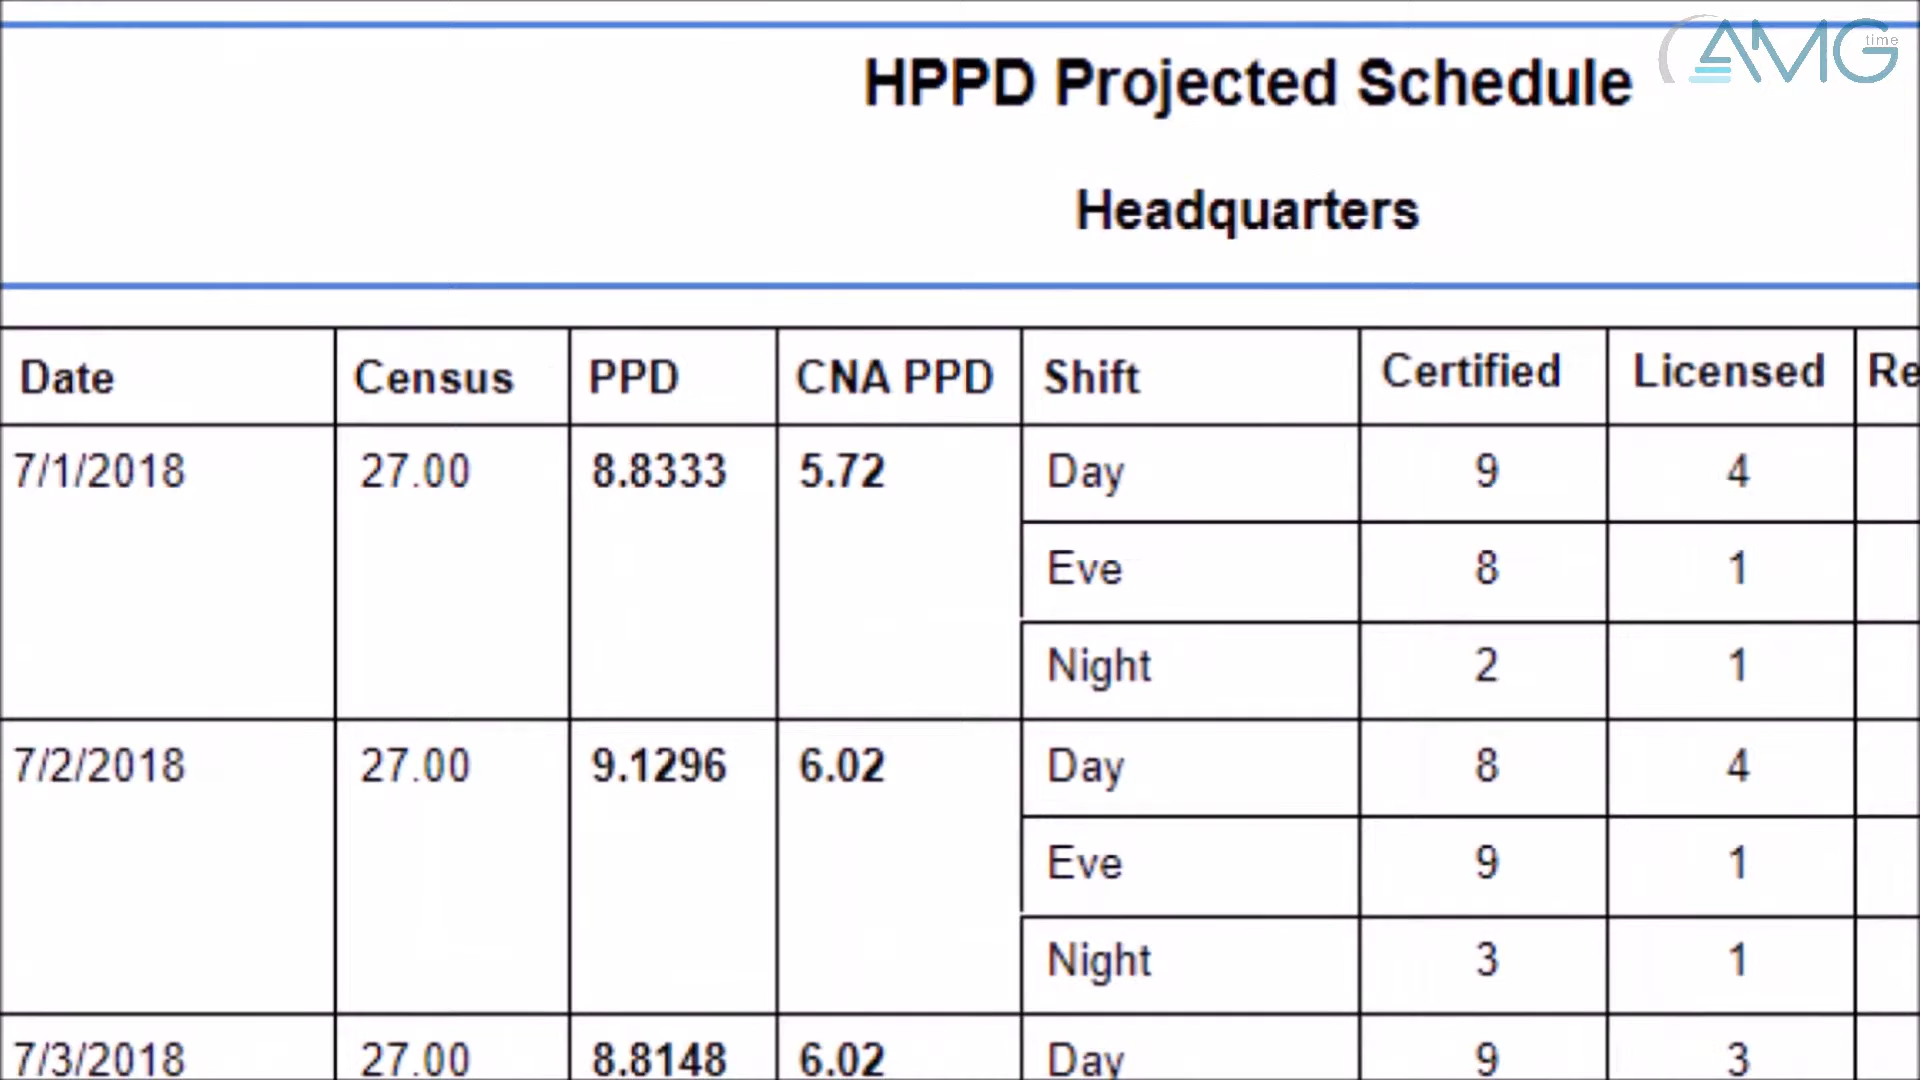 AMG time
HPPD Projected Schedule
Headquarters
Date Census PPD CNA PPD Shift Certified Licensed Re
7/1/2018 27.00 8.8333 5.72 Day 9 4
Eve 8 1
Night 2 1
7/2/2018 27.00 9.1296 6.02 Day 8 4
Eve 9 1
Night 3 1
7/3/2018 27.00 8.8148 6.02 Day 9 3